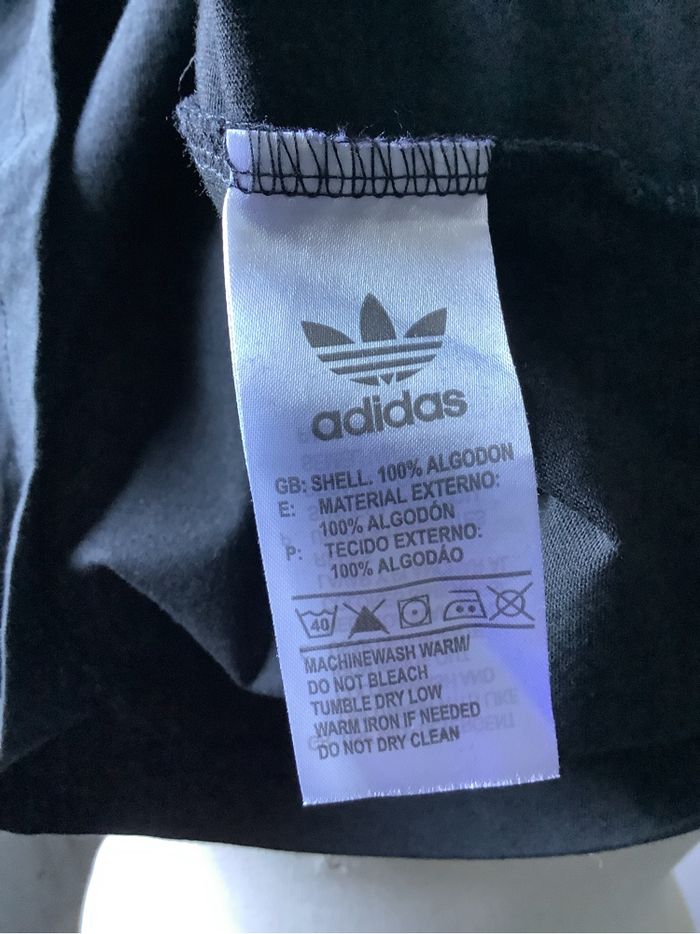 adidas
GB: SHELL. 100% ALGODON
E: MATERIAL EXTERNO:
100% ALGODÓN
P: TECIDO EXTERNO:
100% ALGODÃO
40
MACHINEWASH WARM/
DO NOT BLEACH
TUMBLE DRY LOW
WARM IRON IF NEEDED
DO NOT DRY CLEAN